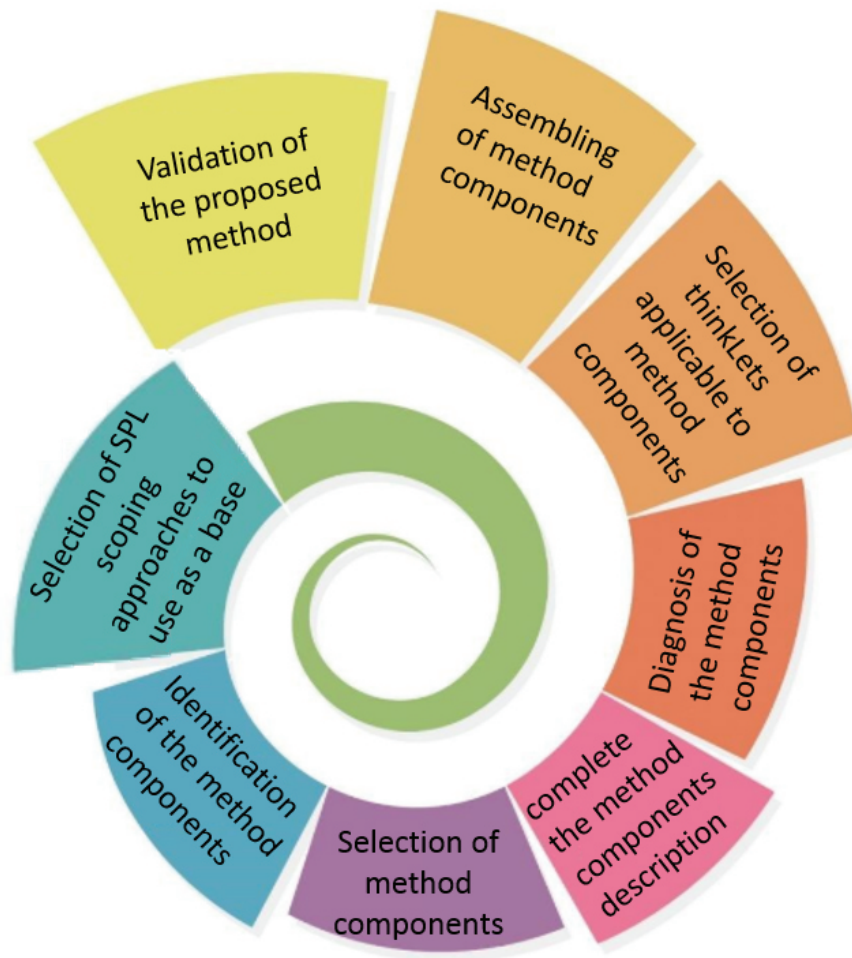 Validation of
the proposed
method
Assembling
of method
components
Selection of
thinkLets
applicable to
method
components
Diagnosis of
the method
components
complete
the method
components
description
Selection of
method
components
Identification
of the method
components
Selection of SPL
scoping
approaches to
use as a base